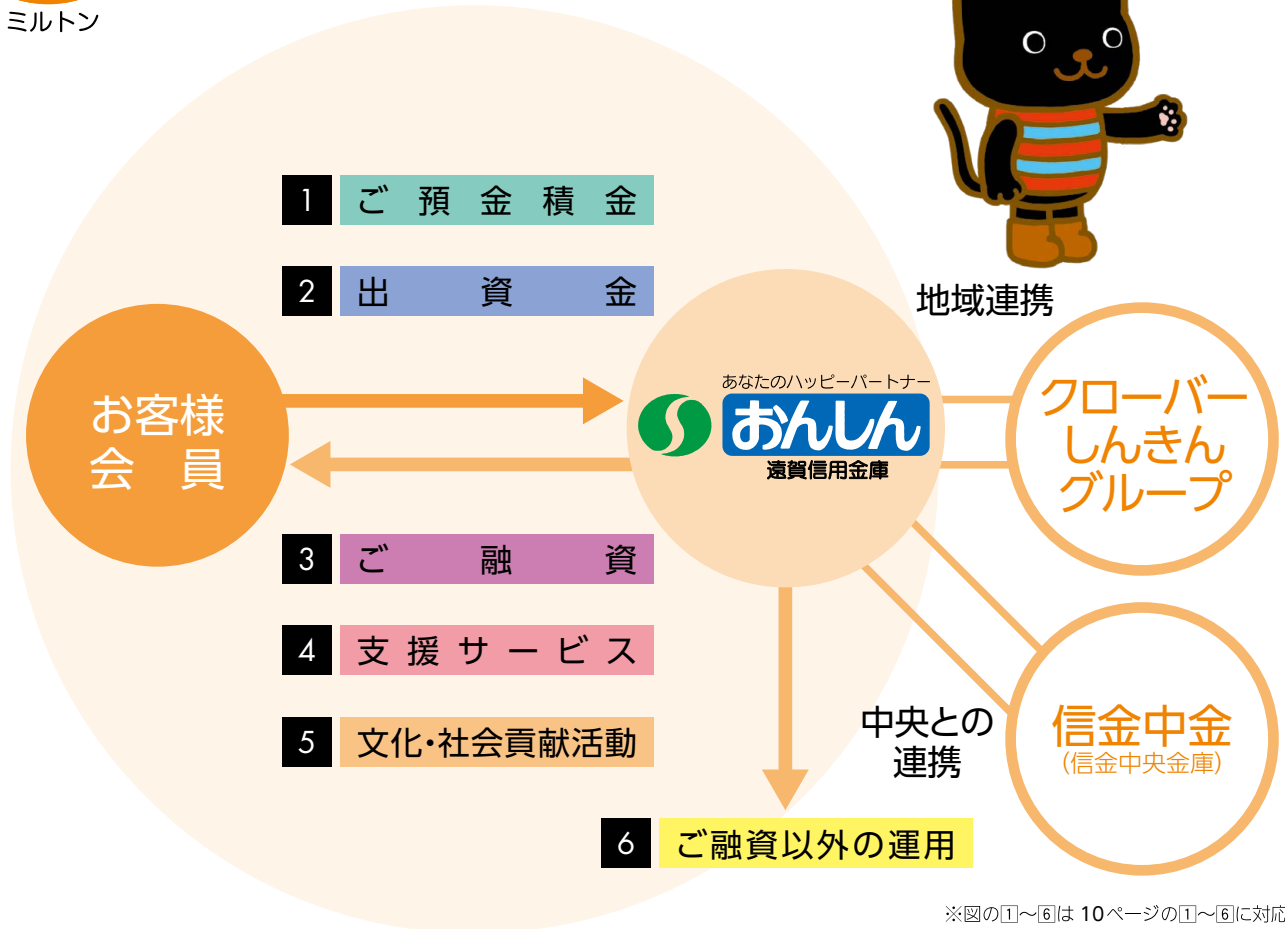 ミルトン
1 ご預金積金
2 出資金
地域連携
お客様
会員
あなたのハッピーパートナー
おんしん
遠賀信用金庫
クローバー
しんきん
グループ
3 ご融資
4 支援サービス
5 文化・社会貢献活動
中央との
連携
信金中金
(信金中央金庫)
6 ご融資以外の運用
※図の1～6は10ページの1～6に対応